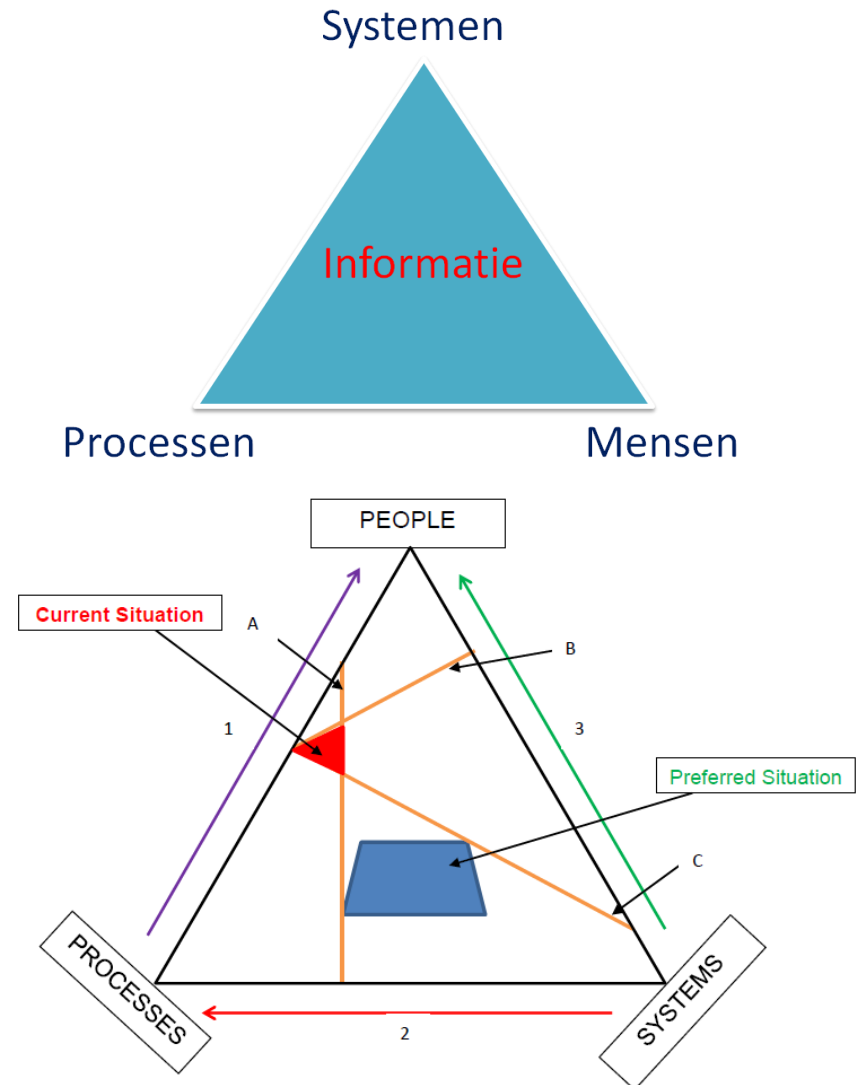 Systemen
Informatie
Processen
Mensen
PEOPLE
Current Situation
A
B
1
3
Preferred Situation
C
PROCESSES
SYSTEMS
2